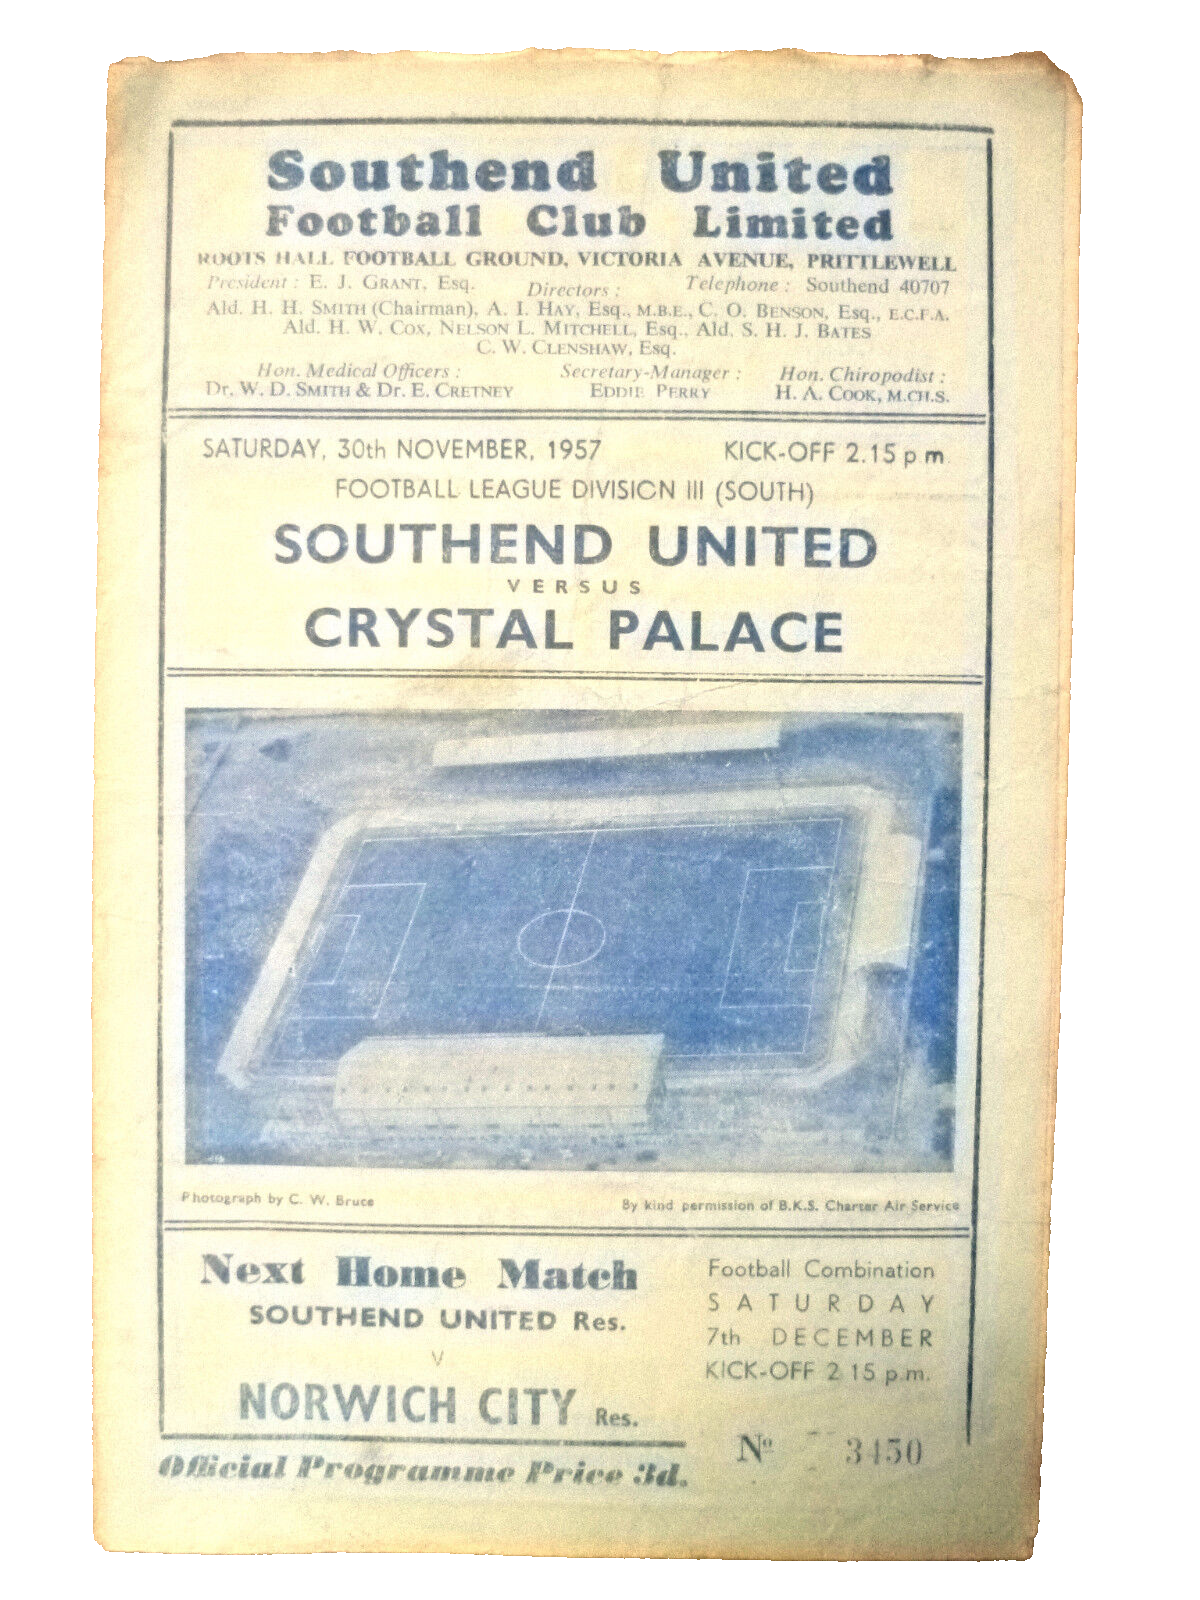 Southend United
Football Club Limited
ROOTS HALL FOOTBALL GROUND, VICTORIA AVENUE, PRITTLEWELL
President : E. J. GRANT, Esq. Directors : Telephone : Southend 40707
Ald. H. H. SMITH (Chairman), A. I. HAY, Esq., M.B.E., C. O. BENSON, Esq., E.C.F.A.
Ald. H. W. COX, NELSON L. MITCHELL, Esq., Ald. S. H. J. BATES
C. W. CLENSHAW, Esq.
Hon. Medical Officers : Secretary-Manager : Hon. Chiropodist :
Dr. W. D. SMITH & Dr. E. CRETNEY EDDIE PERRY H. A. COOK, M.CH.S.
SATURDAY, 30th NOVEMBER, 1957 KICK-OFF 2.15 p.m.
FOOTBALL LEAGUE DIVISION III (SOUTH)
SOUTHEND UNITED
VERSUS
CRYSTAL PALACE
Photograph by C. W. Bruce By kind permission of B.K.S. Charter Air Service
Next Home Match
SOUTHEND UNITED Res.
V
NORWICH CITY Res.
Football Combination
SATURDAY
7th DECEMBER
KICK-OFF 2.15 p.m.
Official Programme Price 3d.
Nº 3450